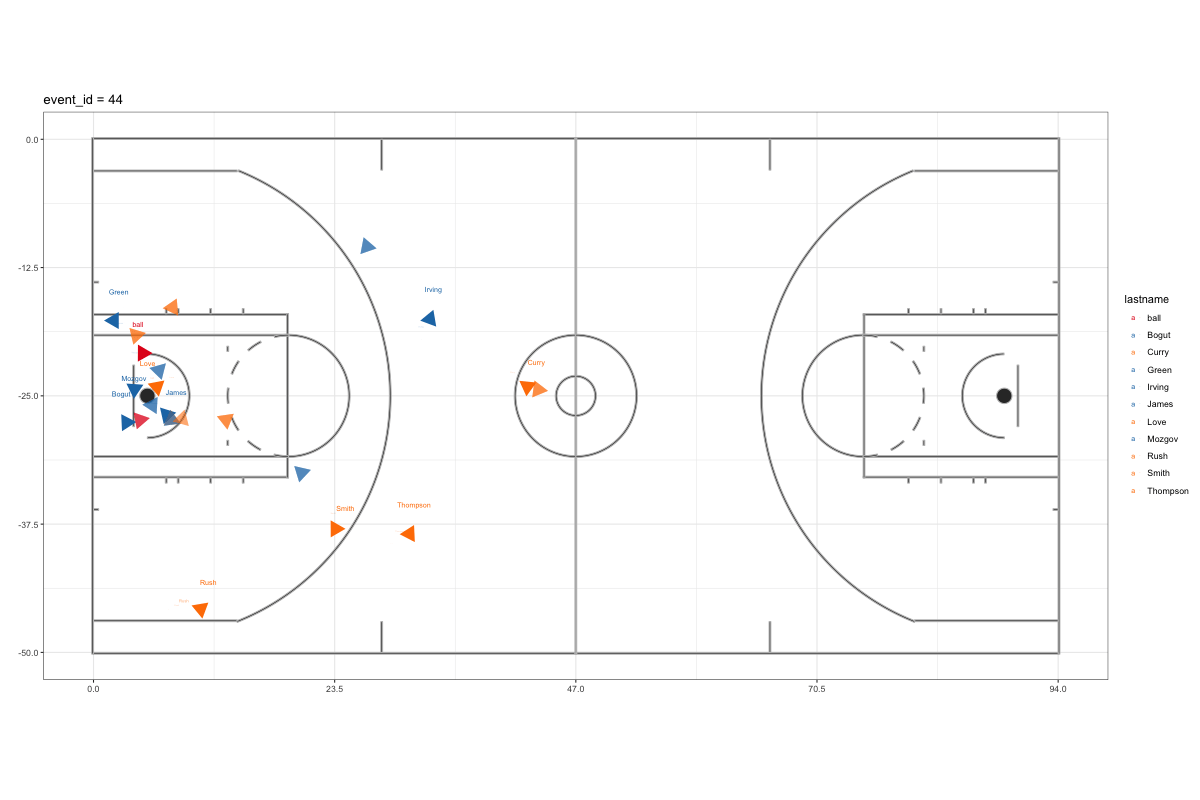 event_id = 44
0.0
-12.5
-25.0
-37.5
-50.0
Green
Irving
ball
Love
Curry
Mozgov
James
Bogut
Smith
Thompson
Rush
0.0
23.5
47.0
70.5
94.0
lastname
a ball
a Bogut
a Curry
a Green
a Irving
a James
a Love
a Mozgov
a Rush
a Smith
a Thompson